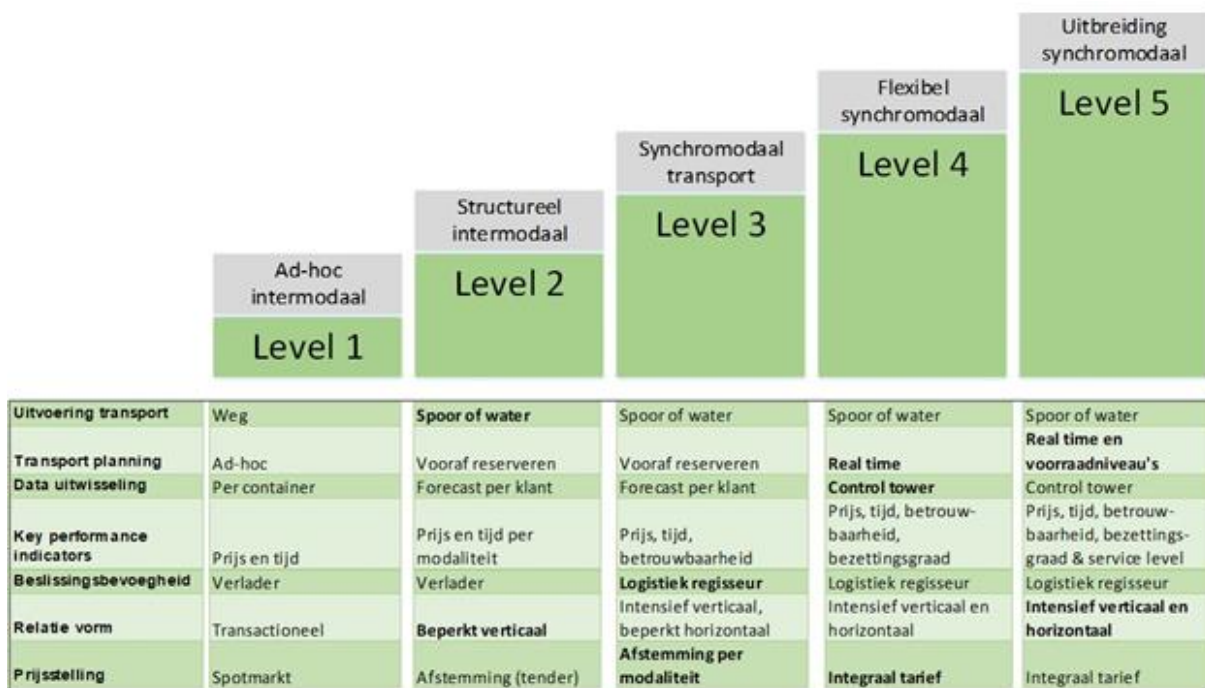 Uitbreiding
synchromodaal
Level 5
Flexibel
synchromodaal
Level 4
Synchromodaal
transport
Level 3
Structureel
intermodaal
Level 2
Ad-hoc
intermodaal
Level 1
Uitvoering transport Weg Spoor of water Spoor of water Spoor of water Spoor of water
Real time en
Transport planning Ad-hoc Vooraf reserveren Vooraf reserveren Real time voorraadniveau's
Data uitwisseling Per container Forecast per klant Forecast per klant Control tower Control tower
Prijs, tijd, betrouw- Prijs, tijd, betrouw-
Key performance Prijs en tijd per Prijs, tijd, baarheid, baarheid, bezettings-
indicators Prijs en tijd modaliteit betrouwbaarheid bezettingsgraad graad & service level
Beslissingsbevoegheid Verlader Verlader Logistiek regisseur Logistiek regisseur Logistiek regisseur
Intensief verticaal, Intensief verticaal en Intensief verticaal en
Relatie vorm Transactioneel Beperkt verticaal beperkt horizontaal horizontaal horizontaal
Afstemming per
Prijsstelling Spotmarkt Afstemming (tender) modaliteit Integraal tarief Integraal tarief